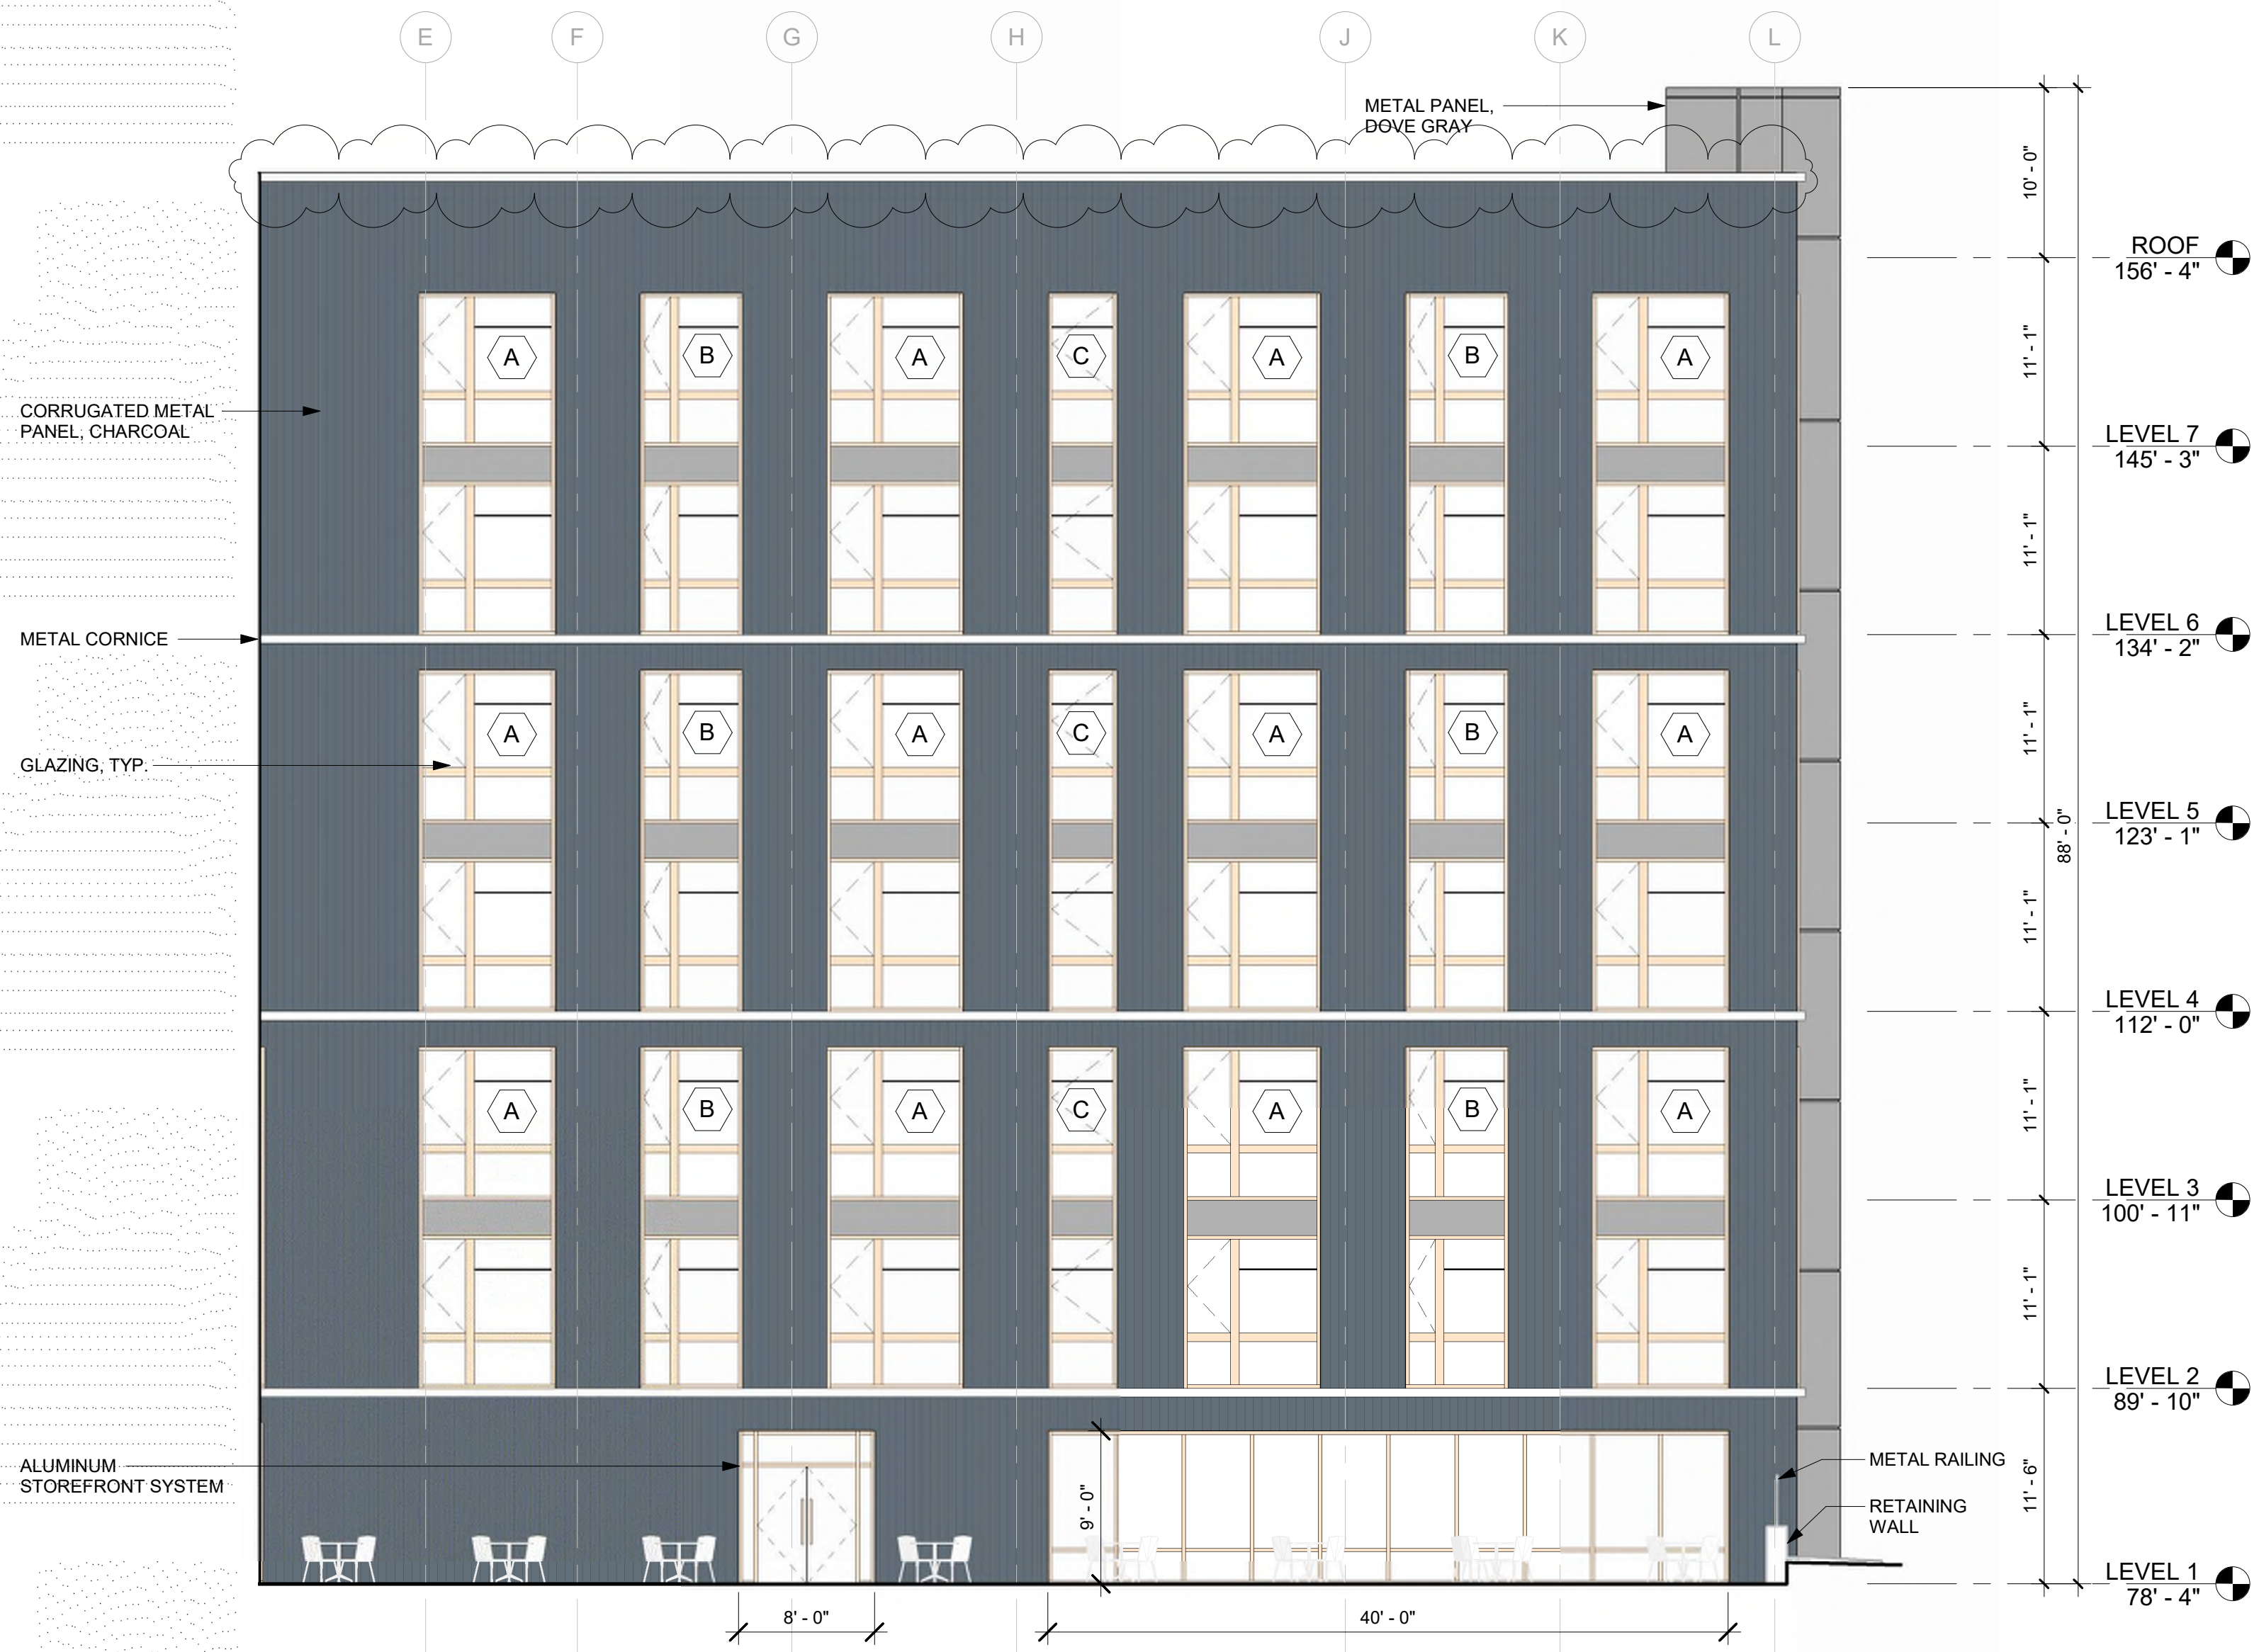 E
F
G
H
J
K
L
METAL PANEL,
DOVE GRAY
10' - 0"
ROOF
156' - 4"
A
B
A
C
A
B
A
11' - 1"
CORRUGATED METAL
PANEL, CHARCOAL
LEVEL 7
145' - 3"
11' - 1"
METAL CORNICE
LEVEL 6
134' - 2"
A
B
A
C
A
B
A
11' - 1"
GLAZING, TYP.
LEVEL 5
123' - 1"
88' - 0"
11' - 1"
LEVEL 4
112' - 0"
A
B
A
C
A
B
A
11' - 1"
LEVEL 3
100' - 11"
11' - 1"
LEVEL 2
89' - 10"
ALUMINUM
STOREFRONT SYSTEM
9' - 0"
METAL RAILING
RETAINING
WALL
11' - 6"
LEVEL 1
78' - 4"
8' - 0"
40' - 0"